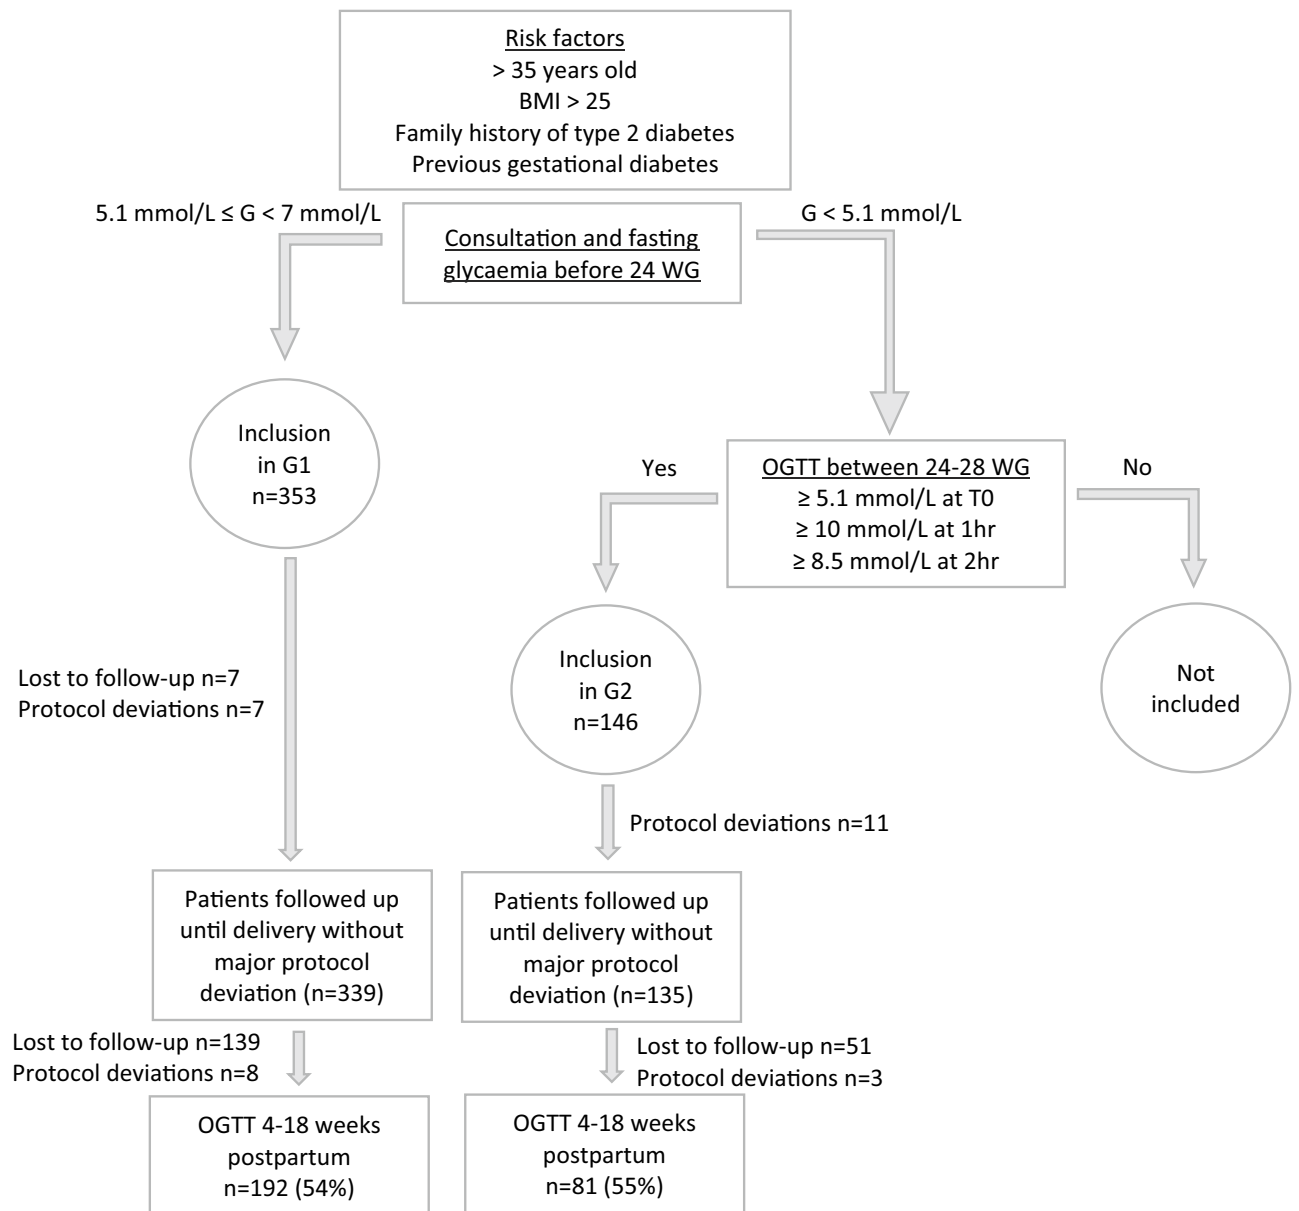 Risk factors
> 35 years old
BMI > 25
Family history of type 2 diabetes
Previous gestational diabetes
5.1 mmol/L ≤ G < 7 mmol/L
G < 5.1 mmol/L
Consultation and fasting
glycaemia before 24 WG
Inclusion
in G1
n=353
Yes
OGTT between 24-28 WG
≥ 5.1 mmol/L at T0
≥ 10 mmol/L at 1hr
≥ 8.5 mmol/L at 2hr
No
Lost to follow-up n=7
Protocol deviations n=7
Inclusion
in G2
n=146
Not
included
Protocol deviations n=11
Patients followed up
until delivery without
major protocol
deviation (n=339)
Patients followed up
until delivery without
major protocol
deviation (n=135)
Lost to follow-up n=139
Protocol deviations n=8
Lost to follow-up n=51
Protocol deviations n=3
OGTT 4-18 weeks
postpartum
n=192 (54%)
OGTT 4-18 weeks
postpartum
n=81 (55%)